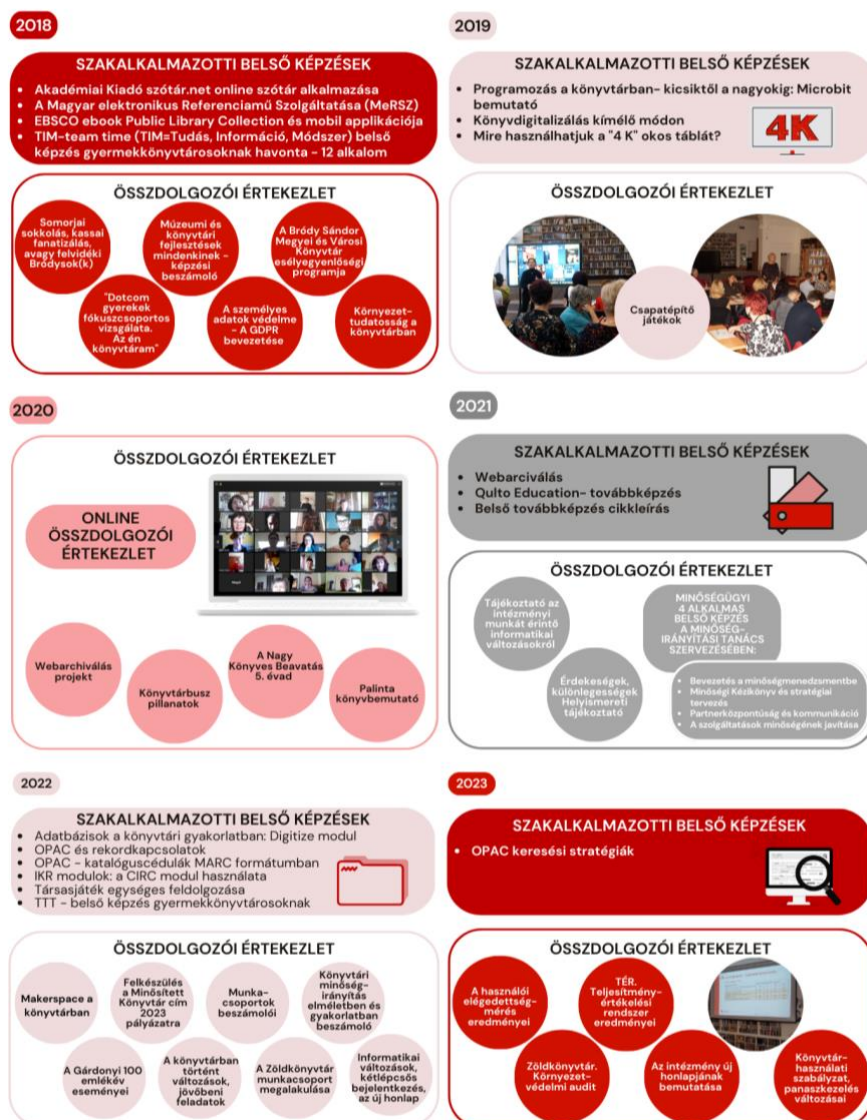 2018
SZAKALKALMAZOTTI BELSŐ KÉPZÉSEK
• Akadémiai Kiadó szótár.net online szótár alkalmazása
• A Magyar elektronikus Referenciamű Szolgáltatása (MeRSZ)
• EBSCO ebook Public Library Collection és mobil applikációja
• TIM-team time (TIM=Tudás, Információ, Módszer) belső
képzés gyermekkönyvtárosoknak havonta - 12 alkalom
ÖSSZDOLGOZÓI ÉRTEKEZLET
Somorjai
sokkolás, kassai
fanatizálás,
avagy felvidéki
Bródysok(k)
Múzeumi és
könyvtári
fejlesztések
mindenkinek -
képzési
beszámoló
A Bródy Sándor
Megyei és Városi
Könyvtár
esélyegyenlőségi
programja
"Dotcom
gyerekek
fókuszcsoportos
vizsgálata.
Az én
könyvtáram"
A személyes
adatok védelme
- A GDPR
bevezetése
Környezet-
tudatosság a
könyvtárban
2019
SZAKALKALMAZOTTI BELSŐ KÉPZÉSEK
• Programozás a könyvtárban- kicsiktől a nagyokig: Microbit
bemutató
• Könyvdigitalizálás kímélő módon
• Mire használhatjuk a "4 K" okos táblát?
4K
ÖSSZDOLGOZÓI ÉRTEKEZLET
Csapatépítő
játékok
2020
ÖSSZDOLGOZÓI ÉRTEKEZLET
ONLINE
ÖSSZDOLGOZÓI
ÉRTEKEZLET
Webarchiválás
projekt
Könyvtárbusz
pillanatok
A Nagy
Könyves Beavatás
5. évad
Palinta
könyvbemutató
2021
SZAKALKALMAZOTTI BELSŐ KÉPZÉSEK
• Webarciválás
• Qulto Education- továbbképzés
• Belső továbbképzés cikkleírás
ÖSSZDOLGOZÓI ÉRTEKEZLET
Tájékoztató az
intézményi
munkát érintő
informatikai
változásokról
Érdekeségek,
különlegességek
Helyismereti
tájékoztató
MINŐSÉGÜGYI
4 ALKALMAS
BELSŐ KÉPZÉS
A MINŐSÉG-
IRÁNYÍTÁSI TANÁCS
SZERVEZÉSÉBEN:
• Bevezetés a minőségmenedzsmentbe
• Minőségi Kézikönyv és stratégiai
tervezés
• Partnerközpontúság és kommunikáció
• A szolgáltatások minőségének javítása
2022
SZAKALKALMAZOTTI BELSŐ KÉPZÉSEK
• Adatbázisok a könyvtári gyakorlatban: Digitize modul
• OPAC és rekordkapcsolatok
• OPAC - katalóguscédulák MARC formátumban
• IKR modulok: a CIRC modul használata
• Társasjáték egységes feldolgozása
• TTT - belső képzés gyermekkönyvtárosoknak
ÖSSZDOLGOZÓI ÉRTEKEZLET
Makerspace a
könyvtárban
Felkészülés
a Minősített
Könyvtár cím
2023
pályázatra
Munka-
csoportok
beszámolói
Könyvtári
minőség-
irányítás
elméletben és
gyakorlatban
beszámoló
A Gárdonyi 100
emlékév
eseményei
A könyvtárban
történt
változások,
jövőbeni
feladatok
A Zöldkönyvtár
munkacsoport
megalakulása
Informatikai
változások,
kétlépcsős
bejelentkezés,
az új honlap
2023
SZAKALKALMAZOTTI BELSŐ KÉPZÉSEK
• OPAC keresési stratégiák
ÖSSZDOLGOZÓI ÉRTEKEZLET
A használói
elégedettség-
mérés
eredményei
TÉR.
Teljesítmény-
értékelési
rendszer
eredményei
Zöldkönyvtár.
Környezet-
védelmi audit
Az intézmény új
honlapjának
bemutatása
Könyvtár-
használati
szabályzat,
panaszkezelés
változásai